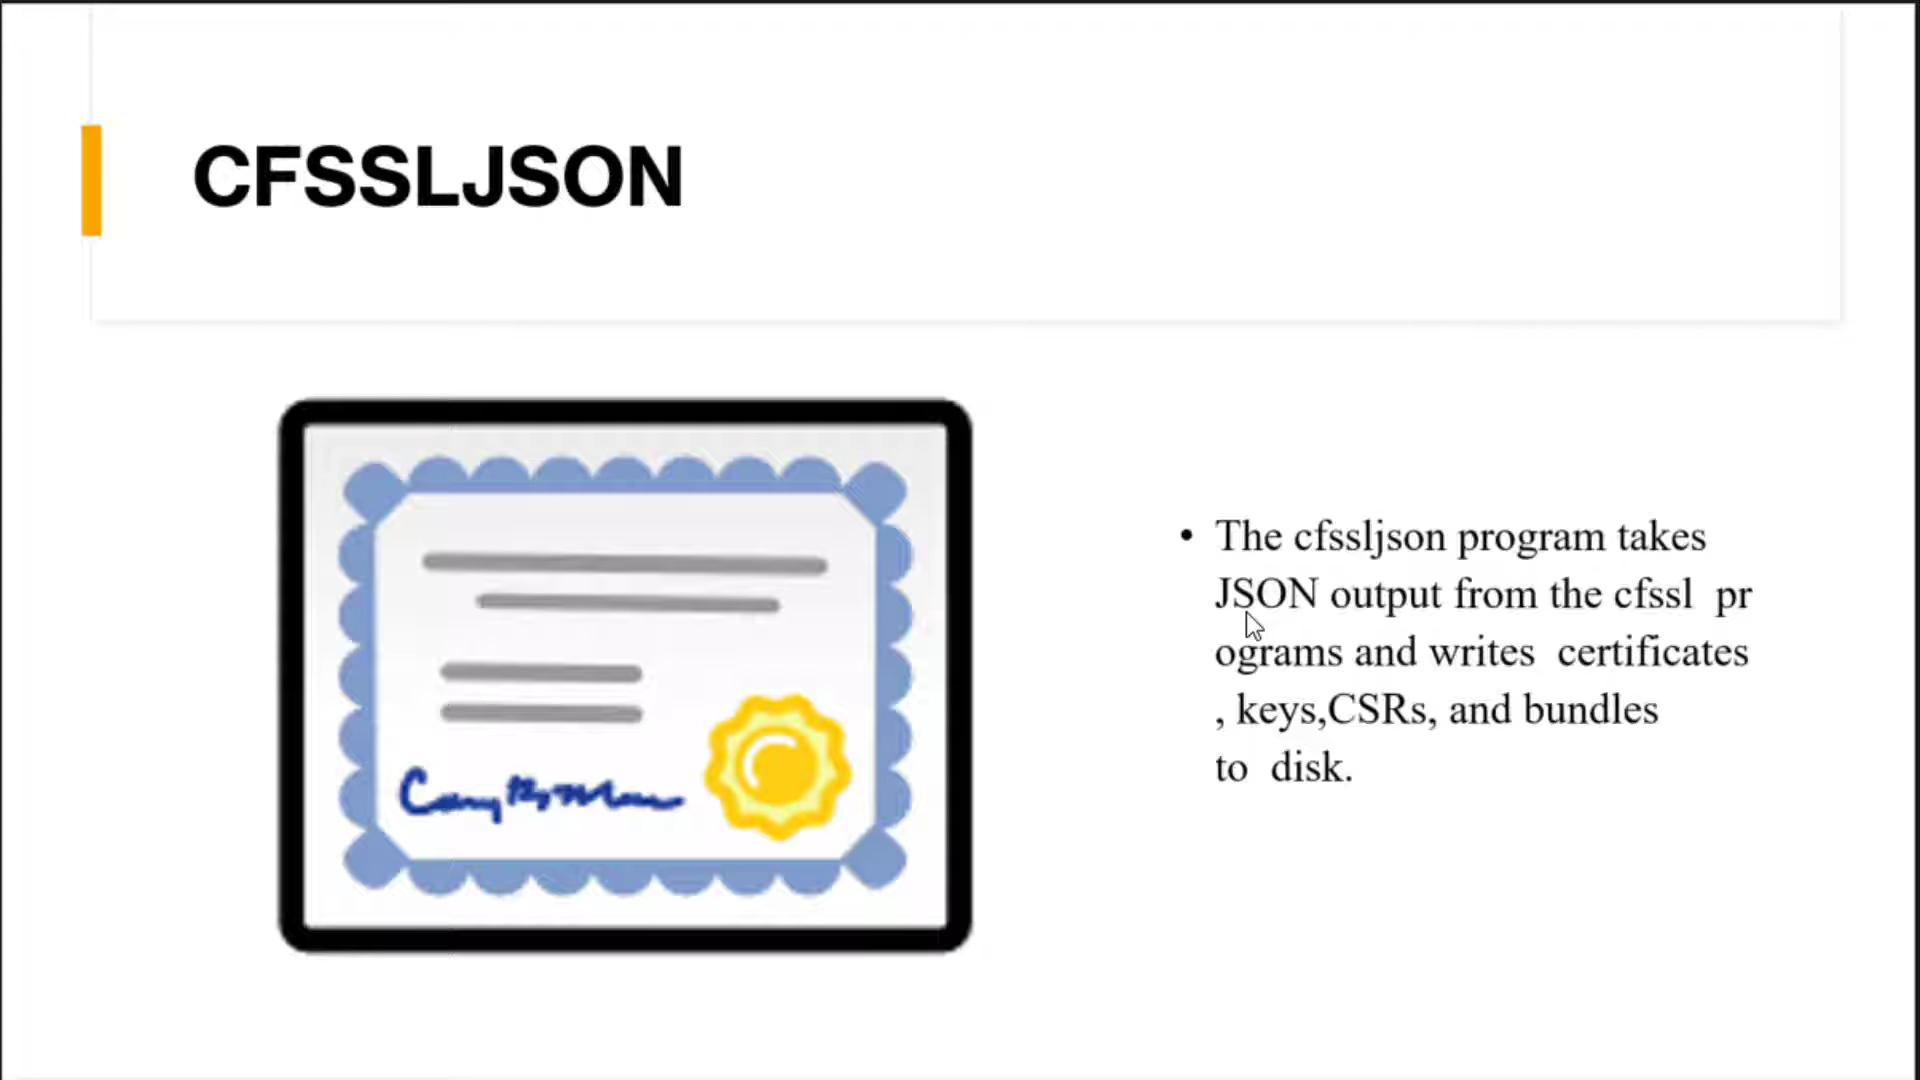 CFSSLJSON
• The cfssljson program takes
JSON output from the cfssl  pr
ograms and writes  certificates
, keys,CSRs, and bundles
to  disk.